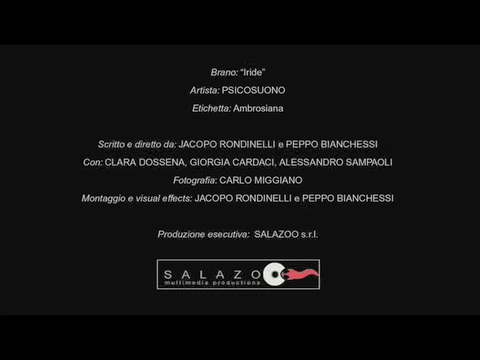 Brano: “Iride”
Artista: PSICOSUONO
Etichetta: Ambrosiana
Scritto e diretto da: JACOPO RONDINELLI e PEPPO BIANCHESSI
Con: CLARA DOSSENA, GIORGIA CARDACI, ALESSANDRO SAMPAOLI
Fotografia: CARLO MIGGIANO
Montaggio e visual effects: JACOPO RONDINELLI e PEPPO BIANCHESSI
Produzione esecutiva: SALAZOO s.r.l.
SALAZO
multimedia productions